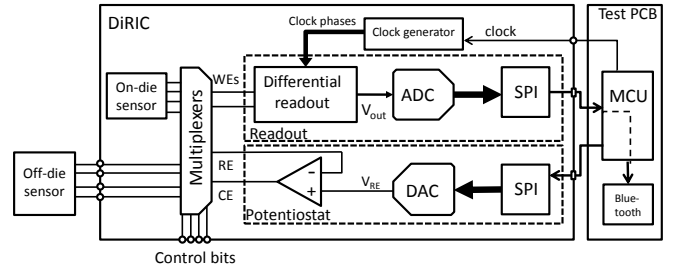 DiRIC
Test PCB
Clock phases
Clock generator
clock
On-die
sensor
WEs
Differential
readout
Vout
ADC
SPI
MCU
Readout
Multiplexers
Off-die
sensor
RE
CE
-
+
VRE
DAC
SPI
Blue-
tooth
Potentiostat
Control bits